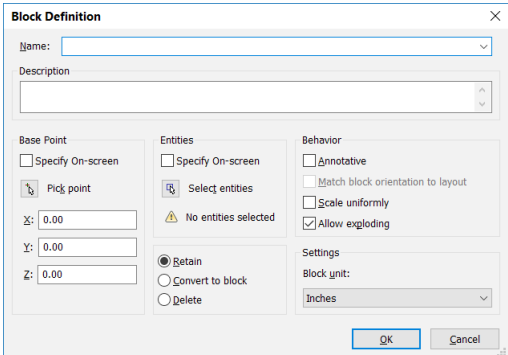 Block Definition
Name:
Description
Base Point
Specify On-screen
Pick point
X: 0.00
Y: 0.00
Z: 0.00
Entities
Specify On-screen
Select entities
No entities selected
Retain
Convert to block
Delete
Behavior
Annotative
Match block orientation to layout
Scale uniformly
Allow exploding
Settings
Block unit:
Inches
OK
Cancel